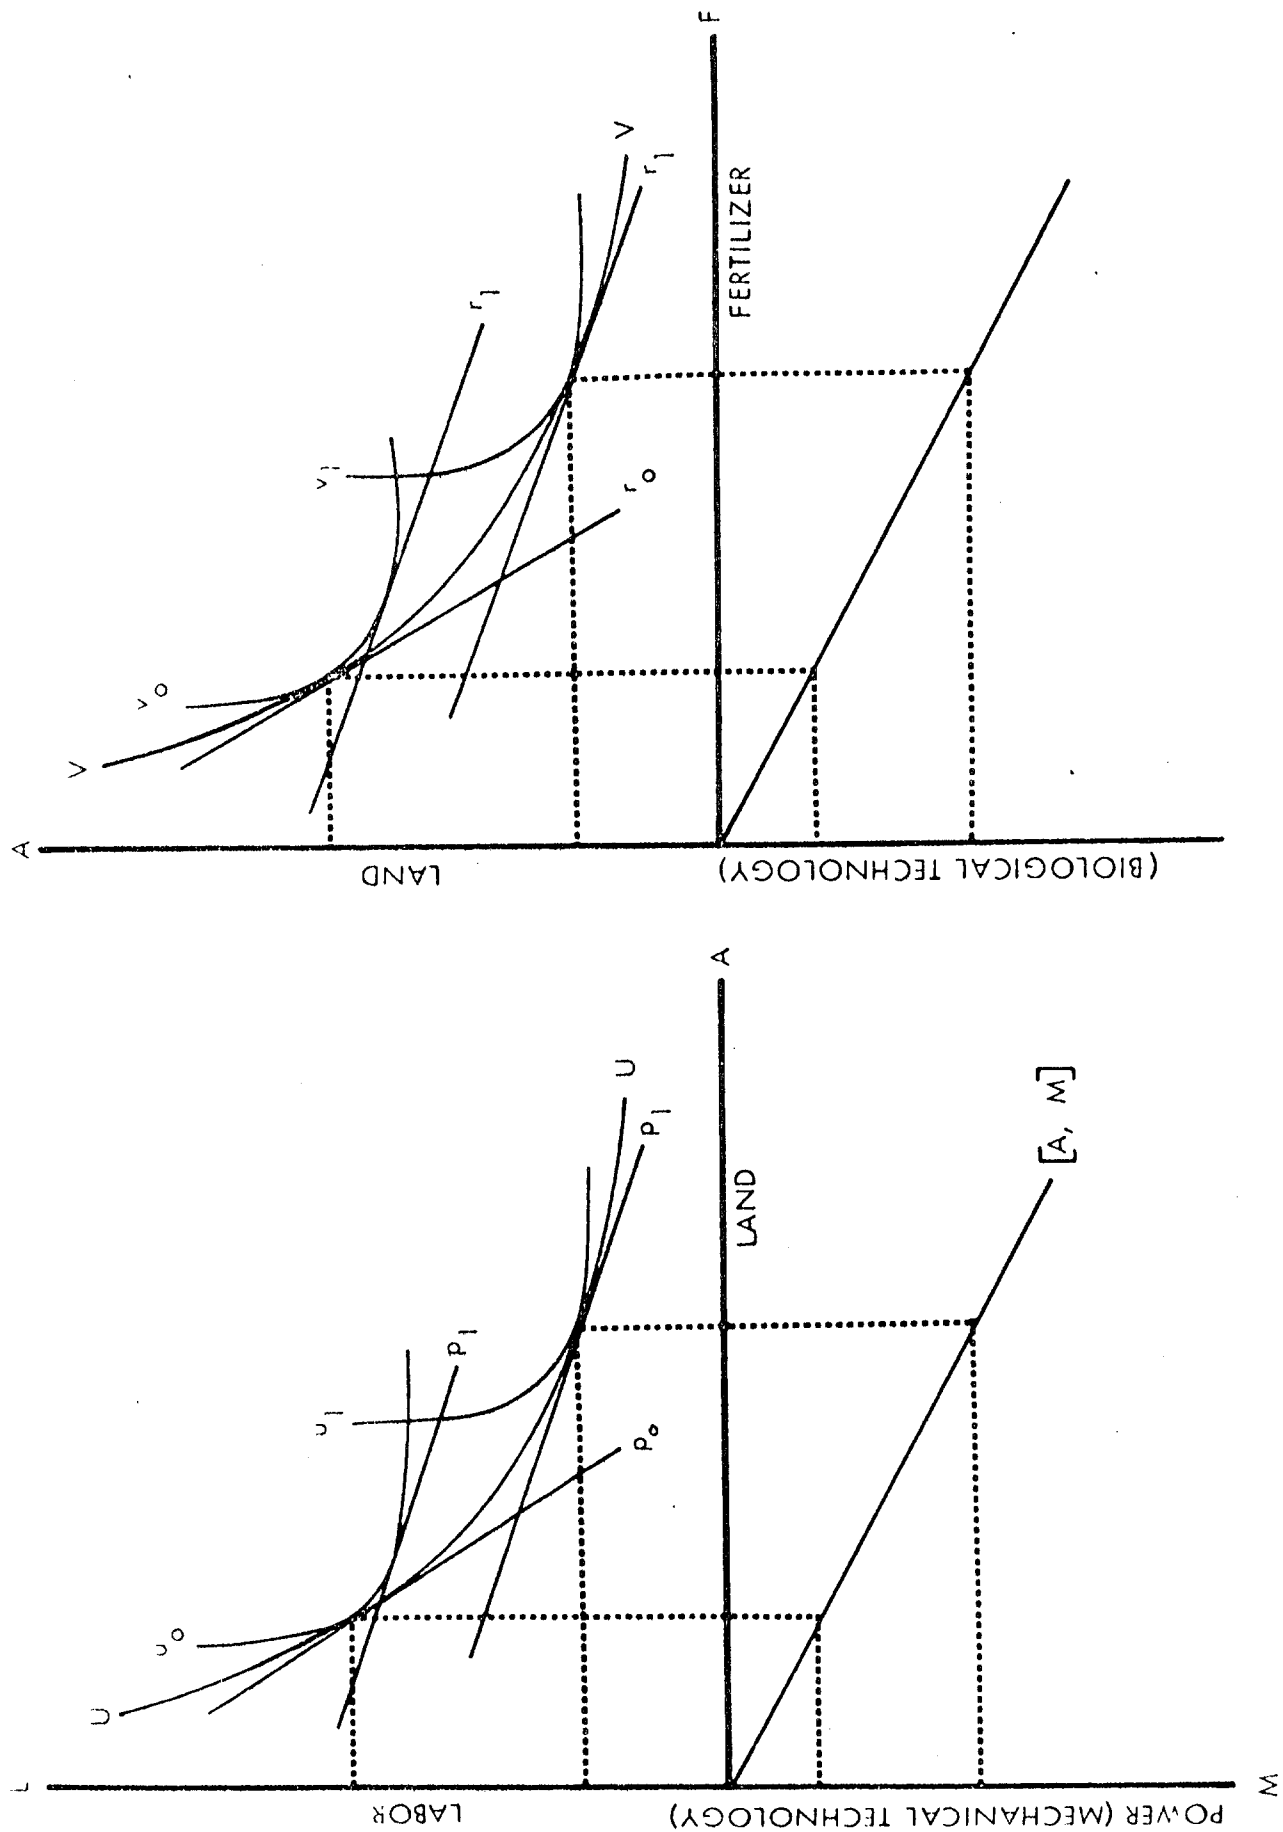 A
V
v0
v1
r1
V
r1
r0
F
LAND
FERTILIZER
(BIOLOGICAL TECHNOLOGY)
L
U
u0
u1
p1
U
p1
p0
A
LABOR
LAND
POWER (MECHANICAL TECHNOLOGY)
[A, M]
M